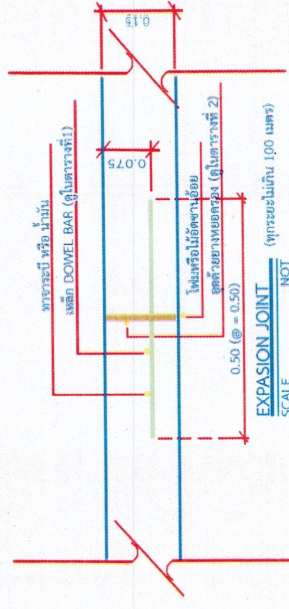 ทาจาระบี หรือ น้ำมัน
เหล็ก DOWEL BAR (ดูในตารางที่1)
0.075
0.15
โฟมหรือไม้อัดชานอ้อย
อุดด้วยยางหยอดร่อง (ดูในตารางที่ 2)
0.50 (@ = 0.50)
EXPASION JOINT (ทุกระยะไม่เกิน 100 เมตร)
SCALE NOT